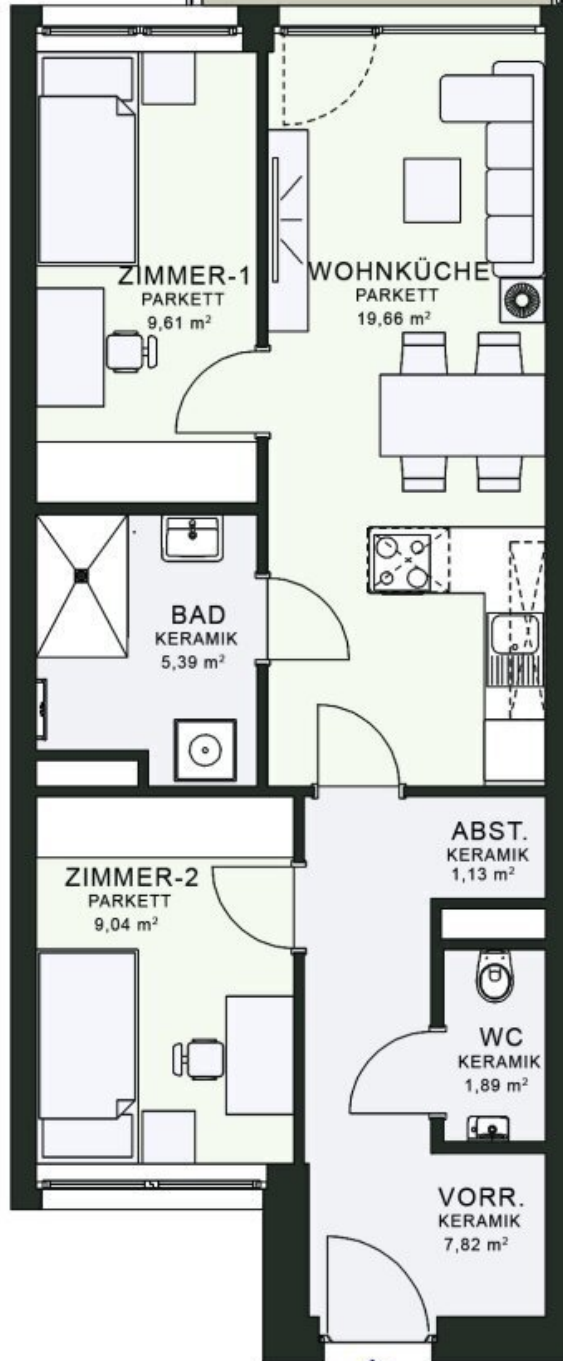 ZIMMER-1
PARKETT
9,61 m²
WOHNKÜCHE
PARKETT
19,66 m²
BAD
KERAMIK
5,39 m²
ABST.
KERAMIK
1,13 m²
ZIMMER-2
PARKETT
9,04 m²
WC
KERAMIK
1,89 m²
VORR.
KERAMIK
7,82 m²